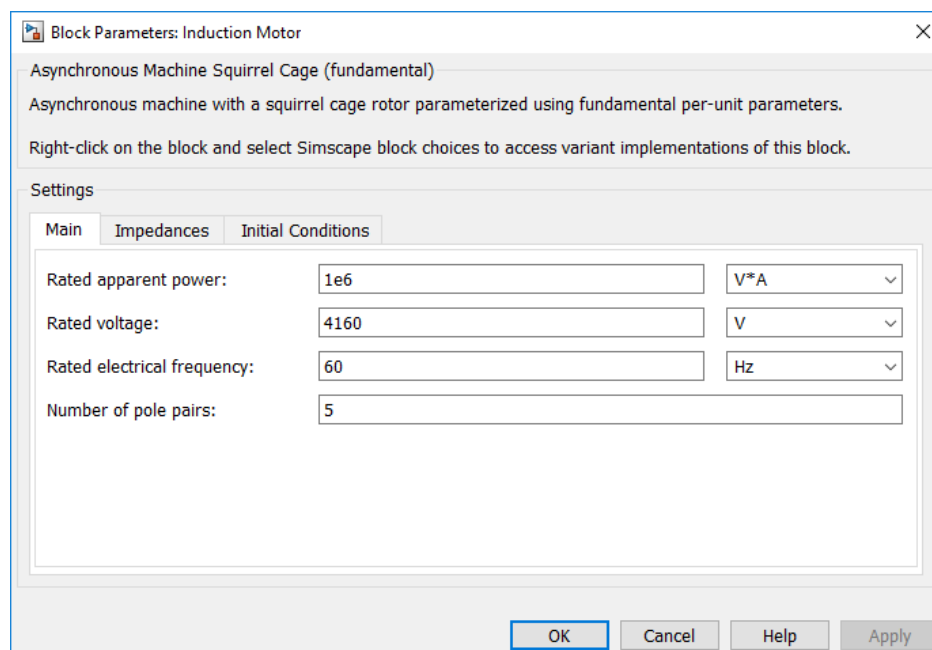 Block Parameters: Induction Motor
Asynchronous Machine Squirrel Cage (fundamental)
Asynchronous machine with a squirrel cage rotor parameterized using fundamental per-unit parameters.
Right-click on the block and select Simscape block choices to access variant implementations of this block.
Settings
Main Impedances Initial Conditions
Rated apparent power: 1e6 V*A
Rated voltage: 4160 V
Rated electrical frequency: 60 Hz
Number of pole pairs: 5
OK Cancel Help Apply